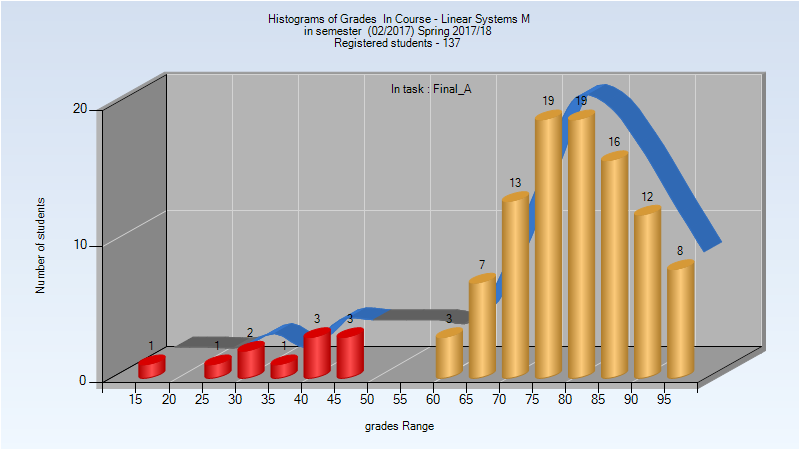 Histograms of Grades  In Course - Linear Systems M
in semester  (02/2017) Spring 2017/18
Registered students - 137
In task : Final_A
20
10
0
Number of students
1
1
2
1
3
3
3
7
13
19
19
16
12
8
15 20 25 30 35 40 45 50 55 60 65 70 75 80 85 90 95
grades Range